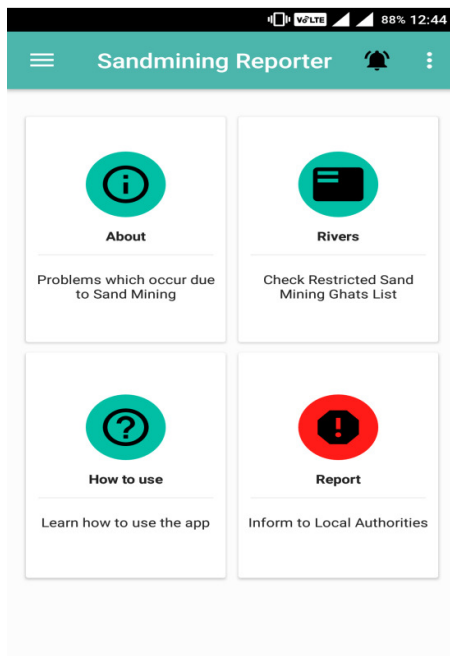 VoLTE 88% 12:44
Sandmining Reporter
About
Problems which occur due
to Sand Mining
Rivers
Check Restricted Sand
Mining Ghats List
How to use
Learn how to use the app
Report
Inform to Local Authorities